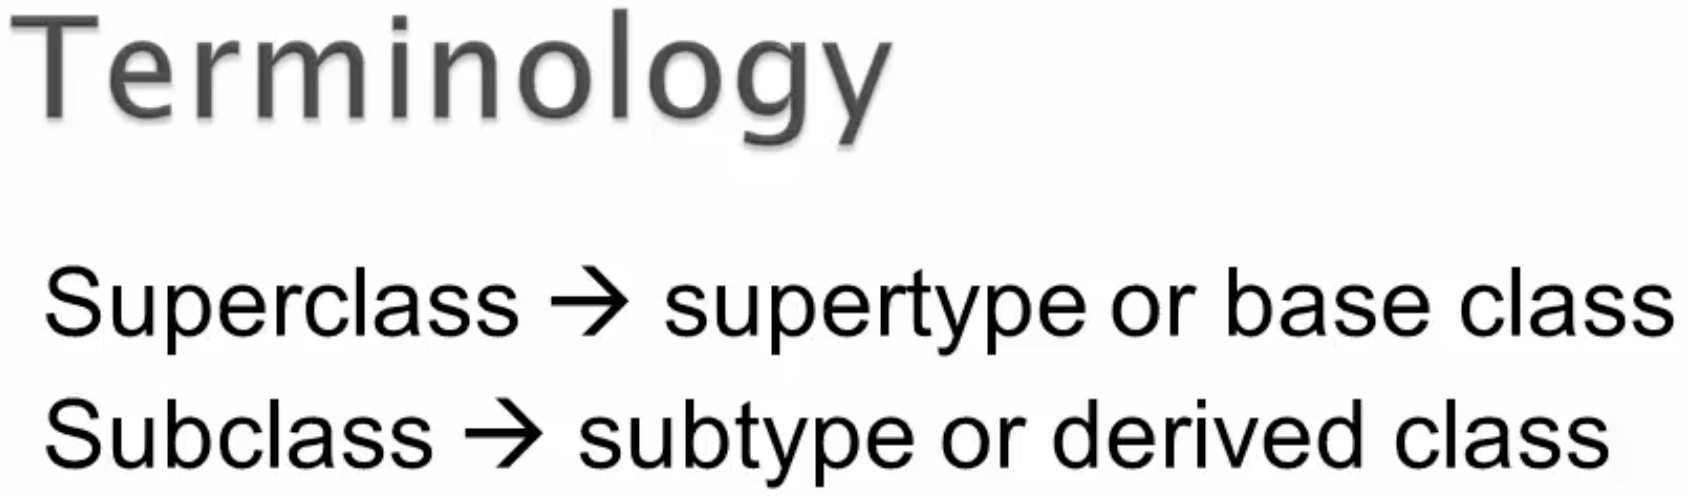 Terminology
Superclass → supertype or base class
Subclass → subtype or derived class